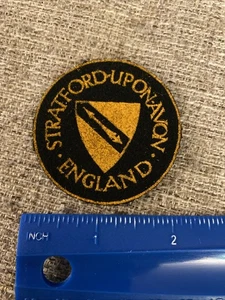 STRATFORD-UPON-AVON
· ENGLAND ·
INCH 1 2